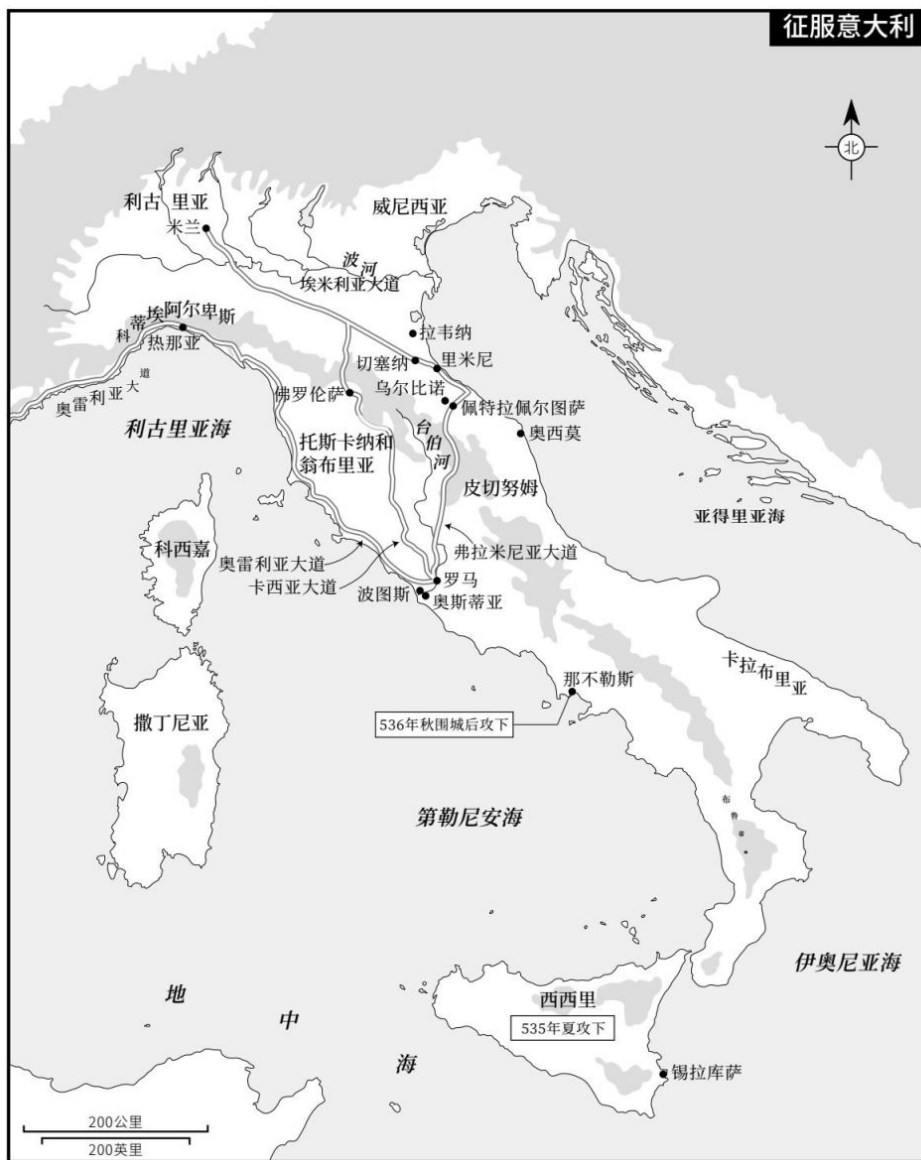 征服意大利
北
利古里亚
米兰
威尼西亚
波河
埃米利亚大道
科蒂埃阿尔卑斯
热那亚
奥雷利亚大道
拉韦纳
切塞纳
里米尼
乌尔比诺
佩特拉佩尔图萨
佛罗伦萨
利古里亚海
台伯河
奥西莫
托斯卡纳和
翁布里亚
皮切努姆
亚得里亚海
科西嘉
奥雷利亚大道
卡西亚大道
弗拉米尼亚大道
罗马
波图斯
奥斯蒂亚
那不勒斯
536年秋围城后攻下
卡拉布里亚
撒丁尼亚
第勒尼安海
伊奥尼亚海
西西里
535年夏攻下
地中海
锡拉库萨
200公里
200英里